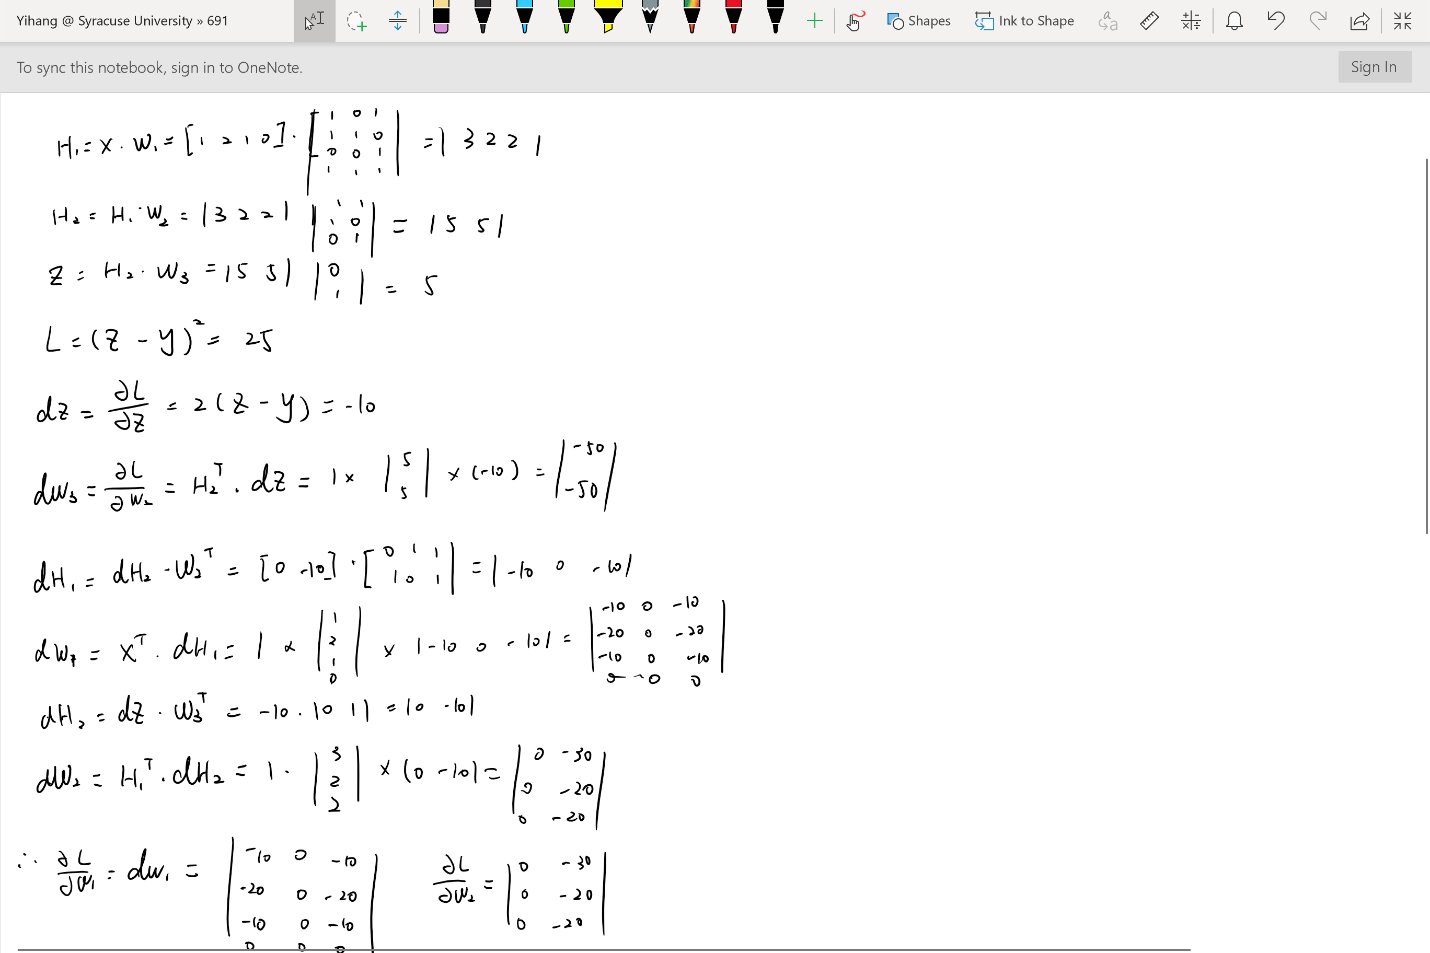 Yihang @ Syracuse University » 691
Shapes
Ink to Shape
To sync this notebook, sign in to OneNote.
Sign In
H₁ = X · W₁ = [1 2 1 0] · [1 0 1; 1 1 0; 0 0 1; 1 1 1] = |3 2 2|
H₂ = H₁ · W₂ = |3 2 2| |1 1; 1 0; 0 1| = |5 5|
Z = H₂ · W₃ = |5 5| |0; 1| = 5
L = (Z - y)² = 25
dz = ∂L/∂Z = 2(Z - y) = -10
dW₃ = ∂L/∂W₂ = H₂ᵀ · dZ = 1 × |5; 5| × (-10) = |-50; -50|
dH₁ = dH₂ · W₂ᵀ = [0 -10] · [0 1 1; 1 0 1] = |-10 0 -10|
dW₁ = Xᵀ · dH₁ = 1 × |1; 2; 1; 0| × |-10 0 -10| = |-10 0 -10; -20 0 -20; -10 0 -10; 0 0 0|
dH₂ = dZ · W₃ᵀ = -10 · |0 1| = |0 -10|
dW₂ = H₁ᵀ · dH₂ = 1 · |3; 2; 2| × (0 -10) = |0 -30; 0 -20; 0 -20|
∴ ∂L/∂W₁ = dW₁ = |-10 0 -10; -20 0 -20; -10 0 -10; 0 0 0| ∂L/∂W₂ = |0 -30; 0 -20; 0 -20|